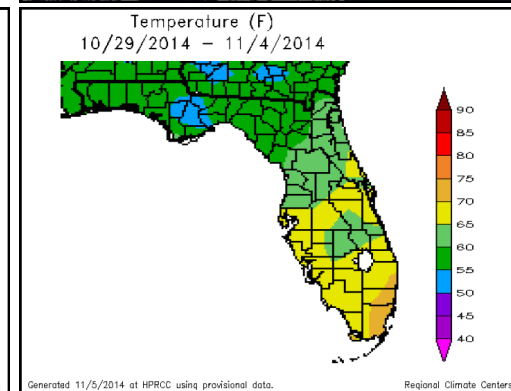 Temperature (F)
10/29/2014 – 11/4/2014
90
85
80
75
70
65
60
55
50
45
40
Generated 11/5/2014 at HPRCC using provisional data.
Regional Climate Centers